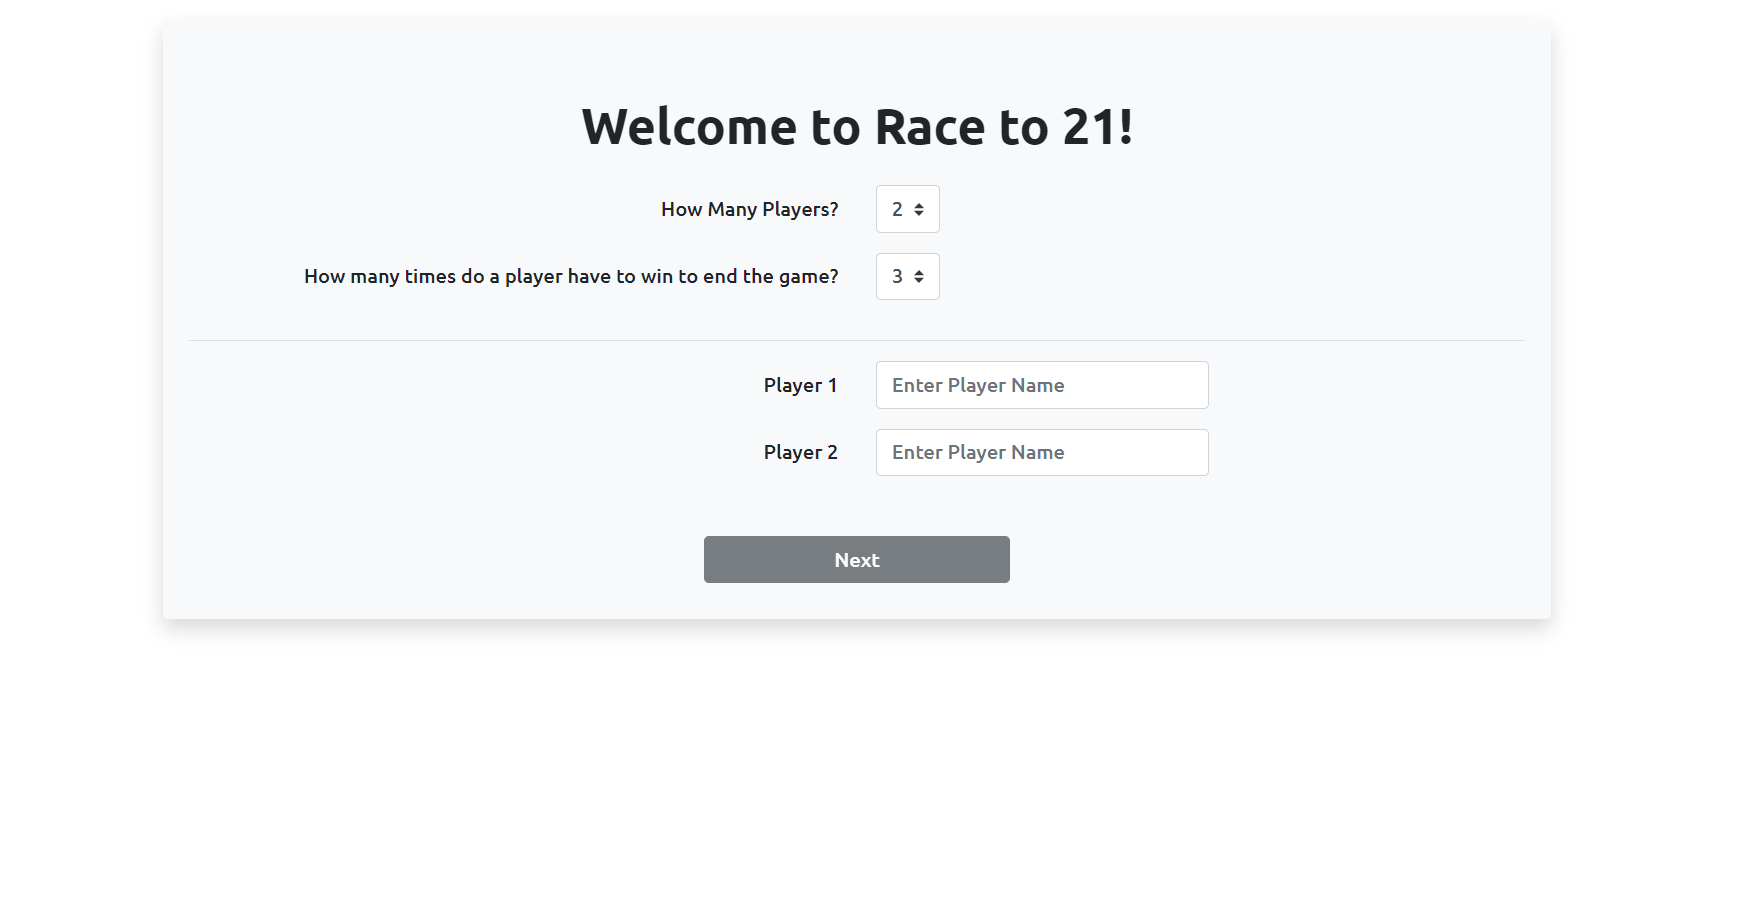 Welcome to Race to 21!
How Many Players? 2
How many times do a player have to win to end the game? 3
Player 1 Enter Player Name
Player 2 Enter Player Name
Next